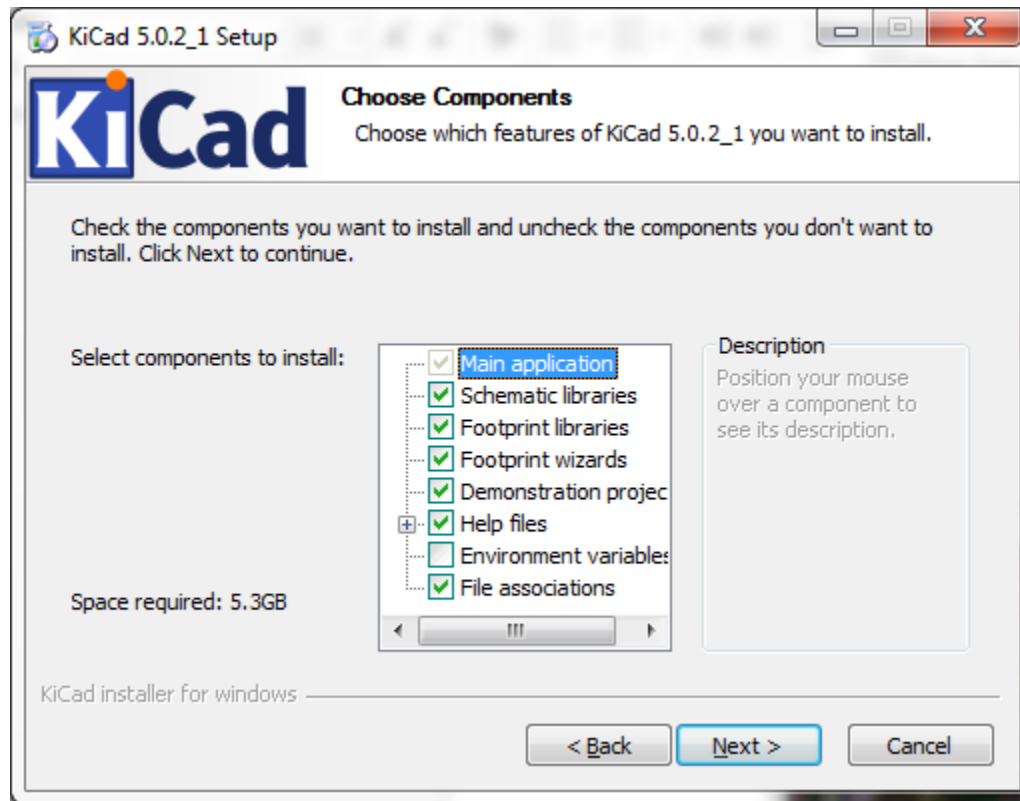 KiCad 5.0.2_1 Setup
KiCad
Choose Components
Choose which features of KiCad 5.0.2_1 you want to install.
Check the components you want to install and uncheck the components you don't want to
install. Click Next to continue.
Select components to install:
Main application
Schematic libraries
Footprint libraries
Footprint wizards
Demonstration projec
Help files
Environment variables
File associations
Description
Position your mouse
over a component to
see its description.
Space required: 5.3GB
KiCad installer for windows
< Back
Next >
Cancel